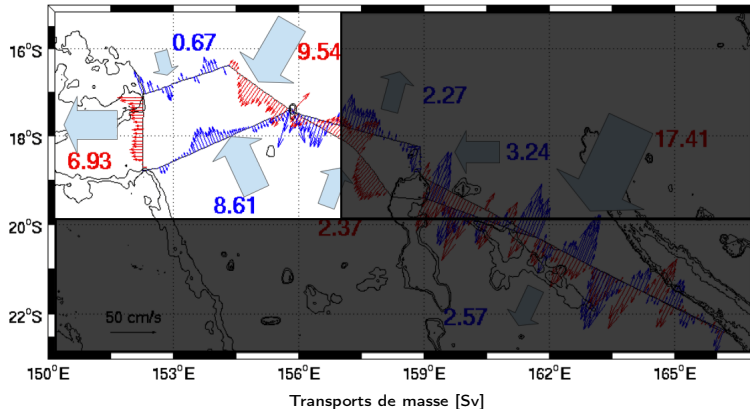 16°S
0.67
9.54
2.27
18°S
17.41
3.24
6.93
8.61
20°S
2.37
22°S
50 cm/s
2.57
150°E 153°E 156°E 159°E 162°E 165°E
Transports de masse [Sv]